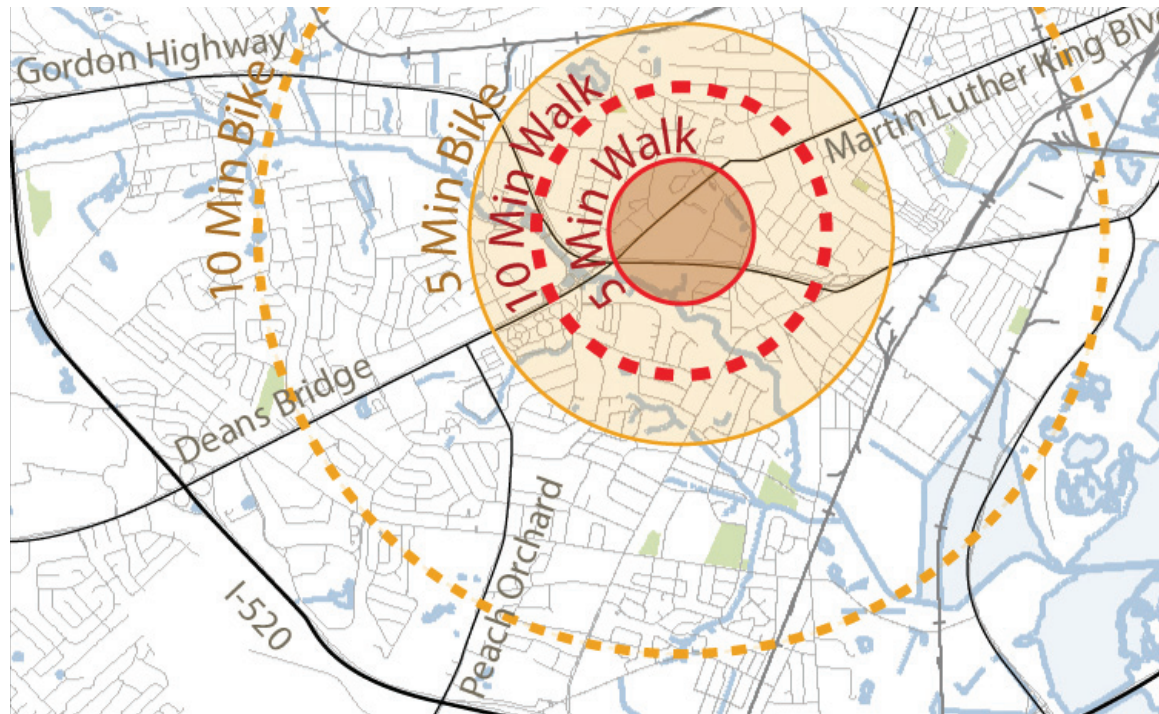 Gordon Highway
10 Min Bike
5 Min Bike
10 Min Walk
5 Min Walk
Martin Luther King Blv
Deans Bridge
I-520
Peach Orchard